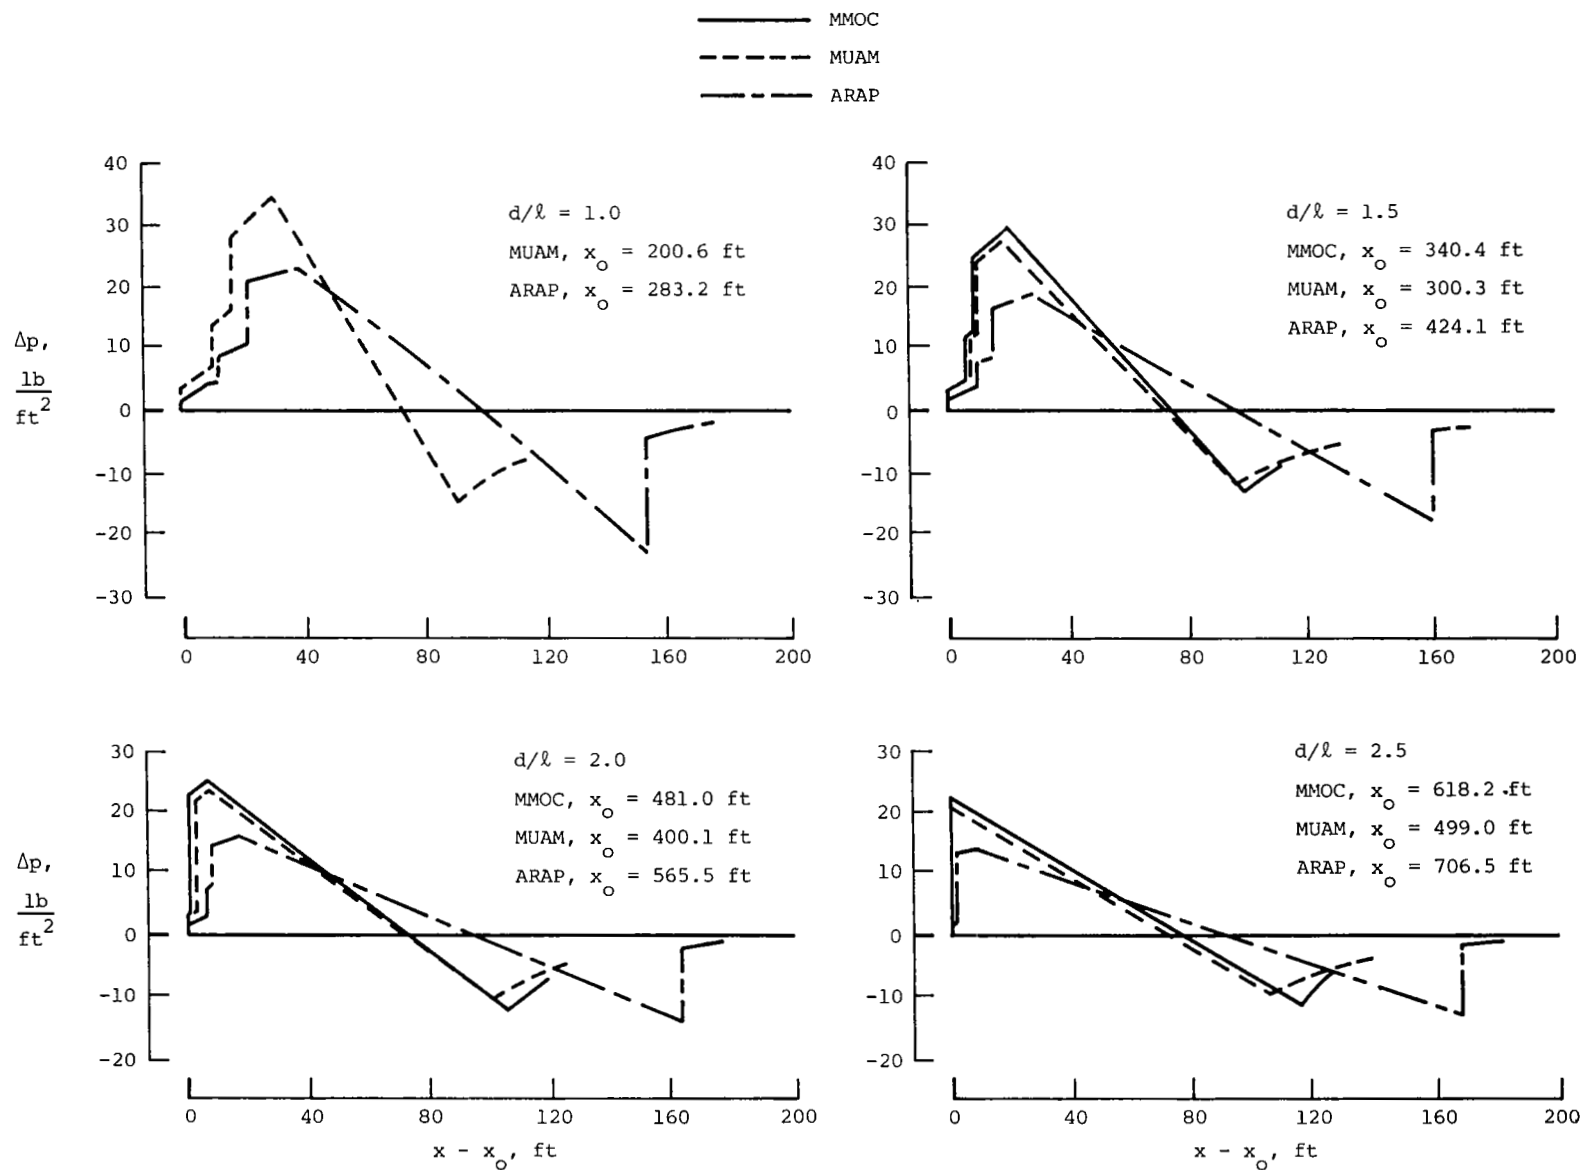 MMOC
MUAM
ARAP
40
30
20
10
0
-10
-20
-30
Δp,
lb
ft2
d/ℓ = 1.0
MUAM, xo = 200.6 ft
ARAP, xo = 283.2 ft
0 40 80 120 160 200
40
30
20
10
0
-10
-20
-30
d/ℓ = 1.5
MMOC, xo = 340.4 ft
MUAM, xo = 300.3 ft
ARAP, xo = 424.1 ft
0 40 80 120 160 200
30
20
10
0
-10
-20
Δp,
lb
ft2
d/ℓ = 2.0
MMOC, xo = 481.0 ft
MUAM, xo = 400.1 ft
ARAP, xo = 565.5 ft
0 40 80 120 160 200
x - xo, ft
30
20
10
0
-10
-20
d/ℓ = 2.5
MMOC, xo = 618.2 ft
MUAM, xo = 499.0 ft
ARAP, xo = 706.5 ft
0 40 80 120 160 200
x - xo, ft